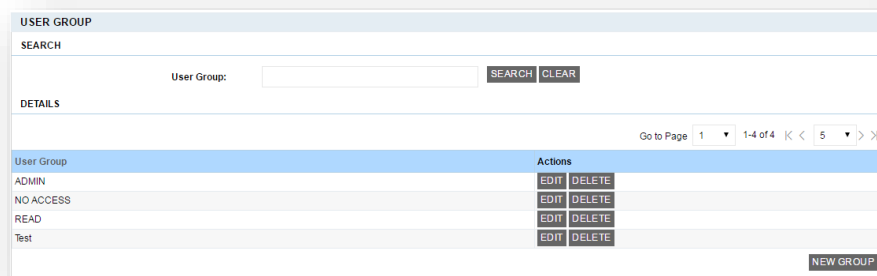 USER GROUP
SEARCH
User Group: SEARCH CLEAR
DETAILS
Go to Page 1 1-4 of 4 5
User Group Actions
ADMIN EDIT DELETE
NO ACCESS EDIT DELETE
READ EDIT DELETE
Test EDIT DELETE
NEW GROUP